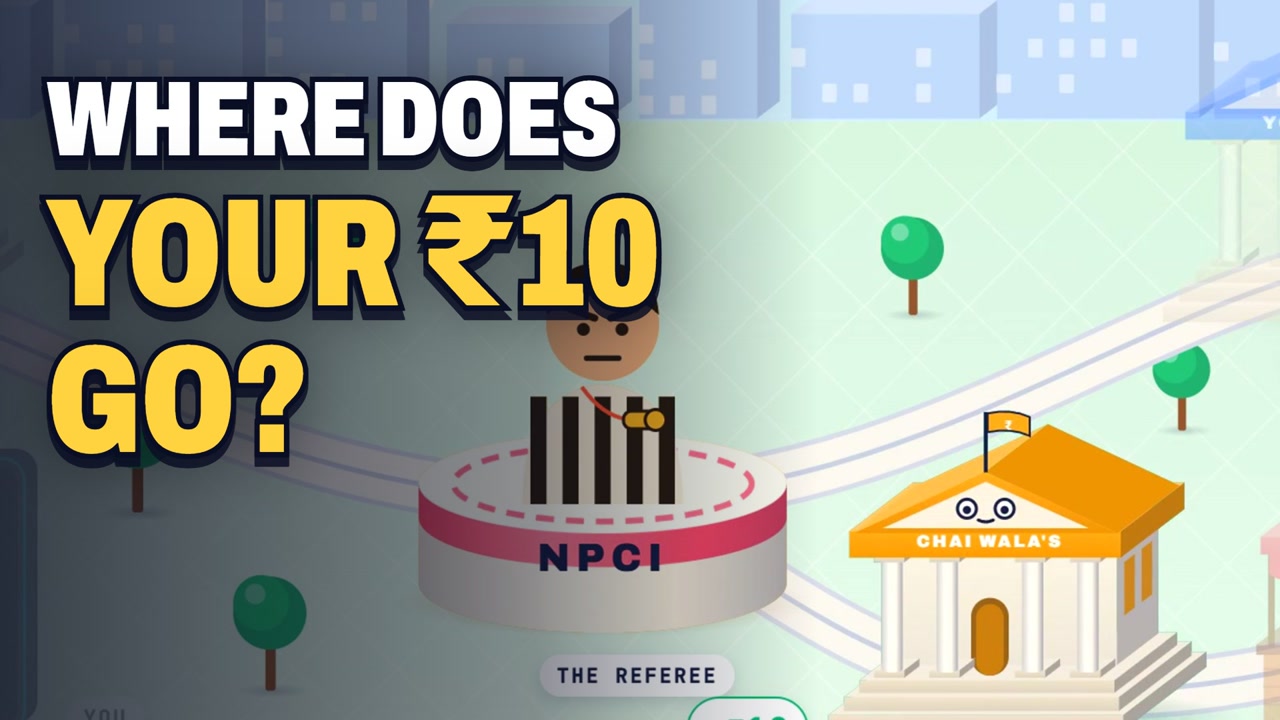 WHERE DOES
YOUR ₹10
GO?
₹
CHAI WALA'S
NPCI
THE REFEREE
YOU